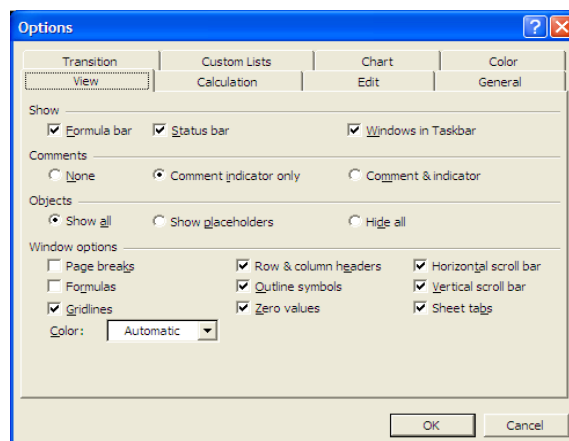 Options
Transition Custom Lists Chart Color
View Calculation Edit General
Show
Formula bar Status bar Windows in Taskbar
Comments
None Comment indicator only Comment & indicator
Objects
Show all Show placeholders Hide all
Window options
Page breaks Row & column headers Horizontal scroll bar
Formulas Outline symbols Vertical scroll bar
Gridlines Zero values Sheet tabs
Color: Automatic
OK Cancel